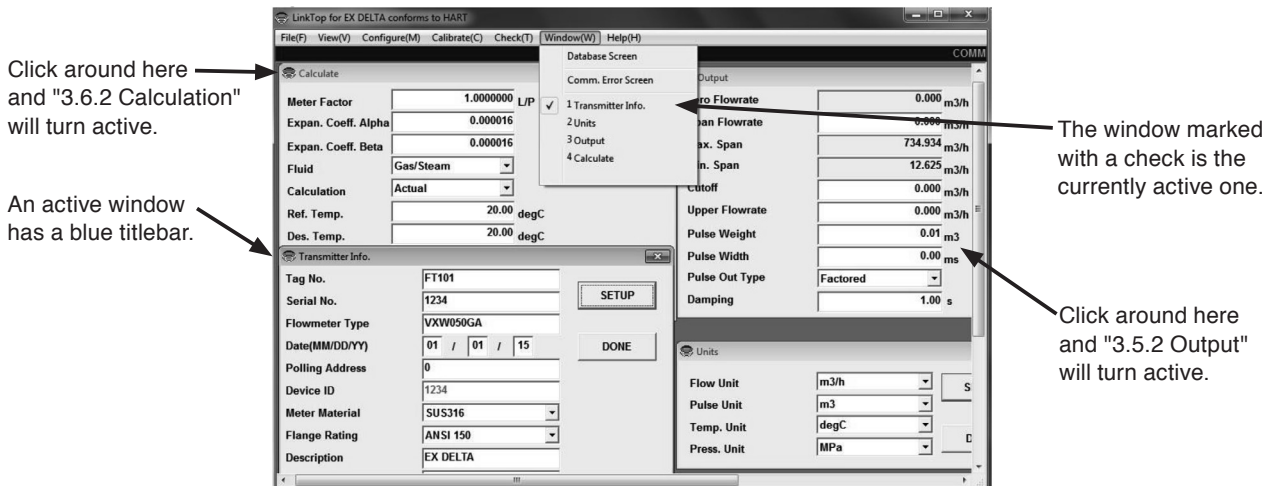 LinkTop for EX DELTA conforms to HART
File(F) View(V) Configure(M) Calibrate(C) Check(T) Window(W) Help(H)
COMM
Click around here
and "3.6.2 Calculation"
will turn active.
An active window
has a blue titlebar.
Calculate
Meter Factor 1.0000000 L/P
Expan. Coeff. Alpha 0.000016
Expan. Coeff. Beta 0.000016
Fluid Gas/Steam
Calculation Actual
Ref. Temp. 20.00 degC
Des. Temp. 20.00 degC
Database Screen
Comm. Error Screen
✓ 1 Transmitter Info.
2 Units
3 Output
4 Calculate
Output
ro Flowrate 0.000 m3/h
an Flowrate 0.000 m3/h
ax. Span 734.934 m3/h
n. Span 12.625 m3/h
Cutoff 0.000 m3/h
Upper Flowrate 0.000 m3/h
Pulse Weight 0.01 m3
Pulse Width 0.00 ms
Pulse Out Type Factored
Damping 1.00 s
Transmitter Info.
Tag No. FT101
Serial No. 1234
Flowmeter Type VXW050GA
Date(MM/DD/YY) 01 / 01 / 15
Polling Address 0
Device ID 1234
Meter Material SUS316
Flange Rating ANSI 150
Description EX DELTA
SETUP
DONE
Units
Flow Unit m3/h
Pulse Unit m3
Temp. Unit degC
Press. Unit MPa
S
D
The window marked
with a check is the
currently active one.
Click around here
and "3.5.2 Output"
will turn active.